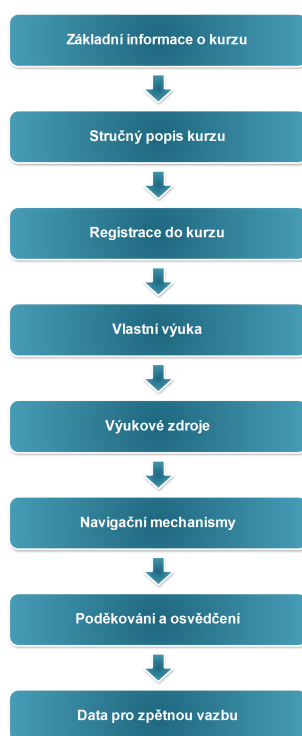 Základní informace o kurzu
Stručný popis kurzu
Registrace do kurzu
Vlastní výuka
Výukové zdroje
Navigační mechanismy
Poděkování a osvědčení
Data pro zpětnou vazbu